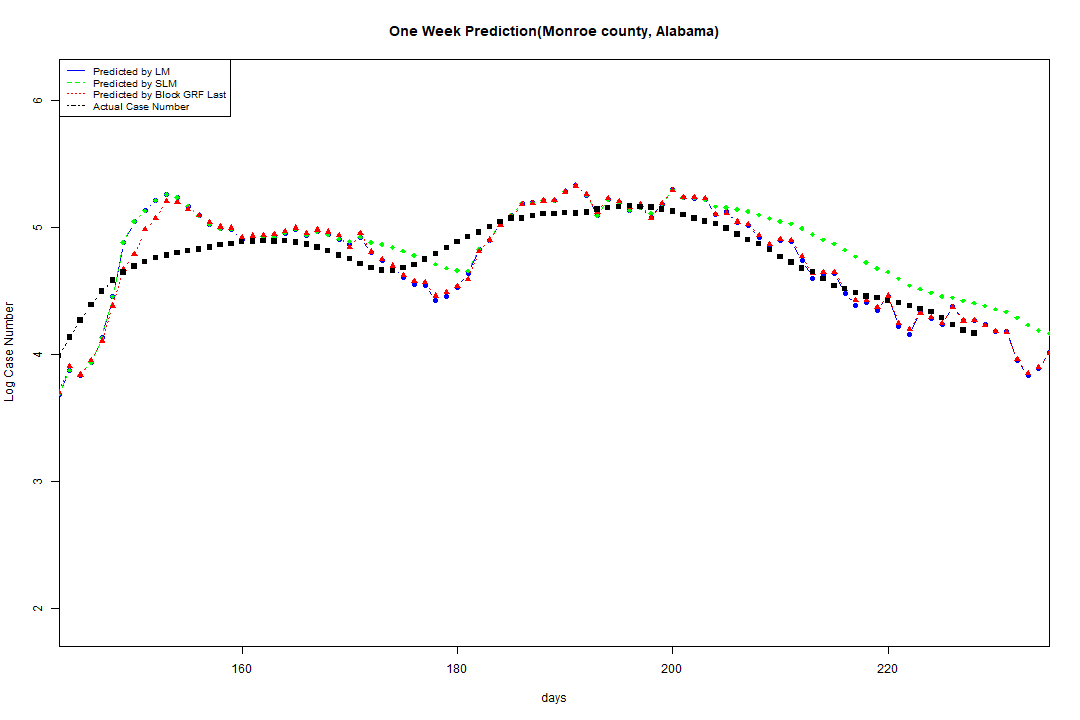 One Week Prediction(Monroe county, Alabama)
Predicted by LM
Predicted by SLM
Predicted by Block GRF Last
Actual Case Number
6
5
4
3
2
Log Case Number
160 180 200 220
days